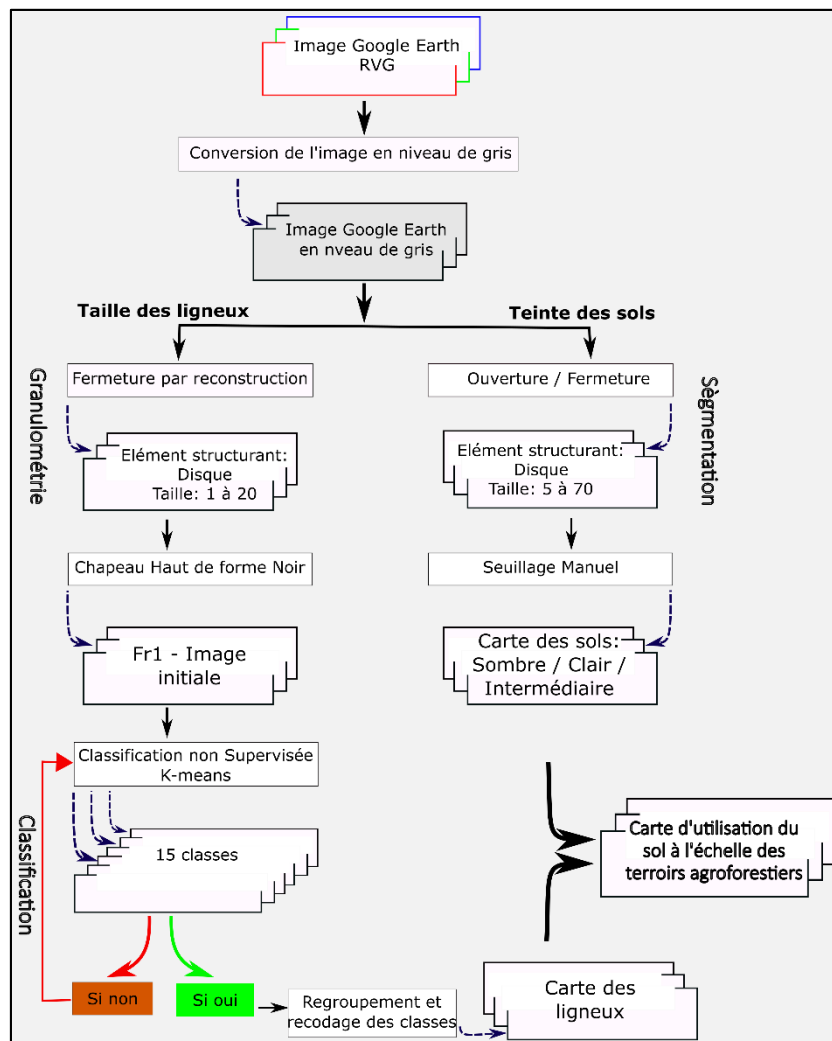 Image Google Earth
RVG
Conversion de l'image en niveau de gris
Image Google Earth
en nveau de gris
Taille des ligneux
Teinte des sols
Granulométrie
Fermeture par reconstruction
Elément structurant:
Disque
Taille: 1 à 20
Chapeau Haut de forme Noir
Fr1 - Image
initiale
Ouverture / Fermeture
Sègmentation
Elément structurant:
Disque
Taille: 5 à 70
Seuillage Manuel
Carte des sols:
Sombre / Clair /
Intermédiaire
Classification
Classification non Supervisée
K-means
15 classes
Si non
Si oui
Regroupement et
recodage des classes
Carte des
ligneux
Carte d'utilisation du
sol à l'échelle des
terroirs agroforestiers